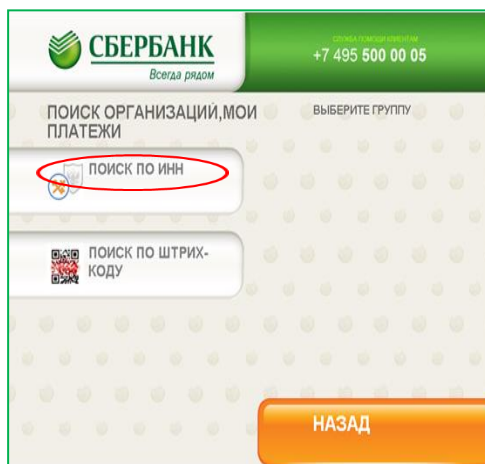 СБЕРБАНК
Всегда рядом
СЛУЖБА ПОМОЩИ КЛИЕНТАМ
+7 495 500 00 05
ПОИСК ОРГАНИЗАЦИЙ,МОИ
ПЛАТЕЖИ
ВЫБЕРИТЕ ГРУППУ
ПОИСК ПО ИНН
ПОИСК ПО ШТРИХ-
КОДУ
НАЗАД